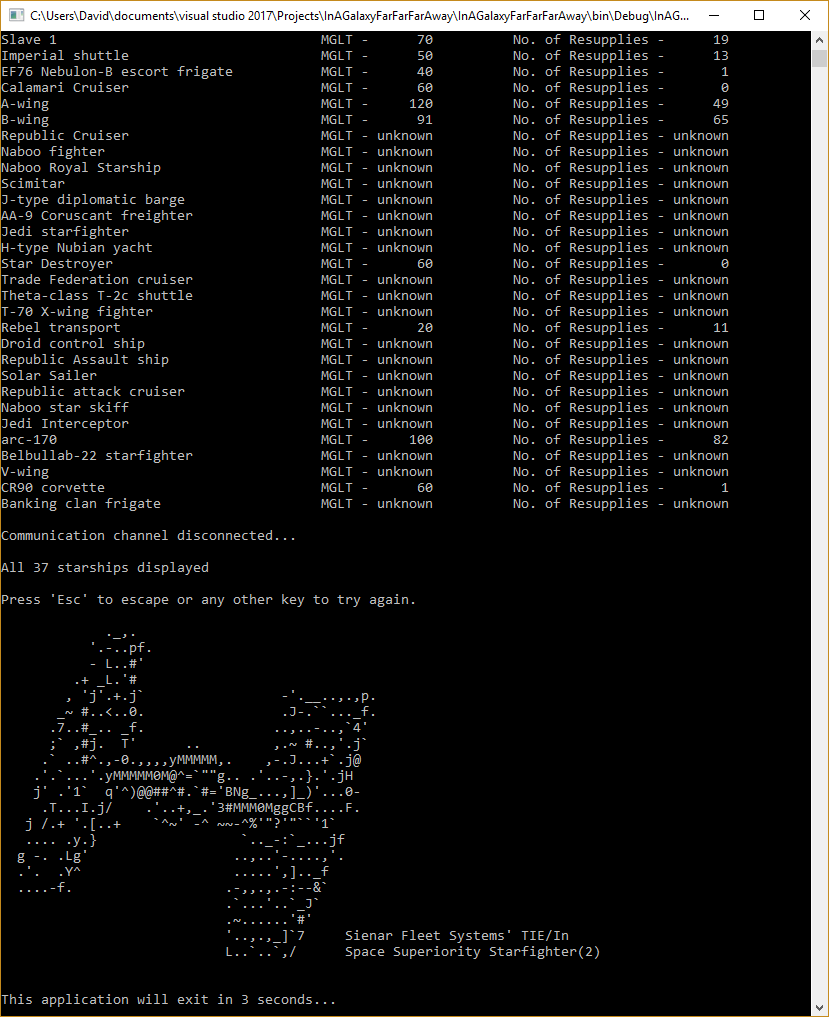 C:\Users\David\documents\visual studio 2017\Projects\InAGalaxyFarFarFarAway\InAGalaxyFarFarFarAway\bin\Debug\InAG...
Slave 1 MGLT - 70 No. of Resupplies - 19
Imperial shuttle MGLT - 50 No. of Resupplies - 13
EF76 Nebulon-B escort frigate MGLT - 40 No. of Resupplies - 1
Calamari Cruiser MGLT - 60 No. of Resupplies - 0
A-wing MGLT - 120 No. of Resupplies - 49
B-wing MGLT - 91 No. of Resupplies - 65
Republic Cruiser MGLT - unknown No. of Resupplies - unknown
Naboo fighter MGLT - unknown No. of Resupplies - unknown
Naboo Royal Starship MGLT - unknown No. of Resupplies - unknown
Scimitar MGLT - unknown No. of Resupplies - unknown
J-type diplomatic barge MGLT - unknown No. of Resupplies - unknown
AA-9 Coruscant freighter MGLT - unknown No. of Resupplies - unknown
Jedi starfighter MGLT - unknown No. of Resupplies - unknown
H-type Nubian yacht MGLT - unknown No. of Resupplies - unknown
Star Destroyer MGLT - 60 No. of Resupplies - 0
Trade Federation cruiser MGLT - unknown No. of Resupplies - unknown
Theta-class T-2c shuttle MGLT - unknown No. of Resupplies - unknown
T-70 X-wing fighter MGLT - unknown No. of Resupplies - unknown
Rebel transport MGLT - 20 No. of Resupplies - 11
Droid control ship MGLT - unknown No. of Resupplies - unknown
Republic Assault ship MGLT - unknown No. of Resupplies - unknown
Solar Sailer MGLT - unknown No. of Resupplies - unknown
Republic attack cruiser MGLT - unknown No. of Resupplies - unknown
Naboo star skiff MGLT - unknown No. of Resupplies - unknown
Jedi Interceptor MGLT - unknown No. of Resupplies - unknown
arc-170 MGLT - 100 No. of Resupplies - 82
Belbullab-22 starfighter MGLT - unknown No. of Resupplies - unknown
V-wing MGLT - unknown No. of Resupplies - unknown
CR90 corvette MGLT - 60 No. of Resupplies - 1
Banking clan frigate MGLT - unknown No. of Resupplies - unknown
Communication channel disconnected...
All 37 starships displayed
Press 'Esc' to escape or any other key to try again.
Sienar Fleet Systems' TIE/In
Space Superiority Starfighter(2)
This application will exit in 3 seconds...